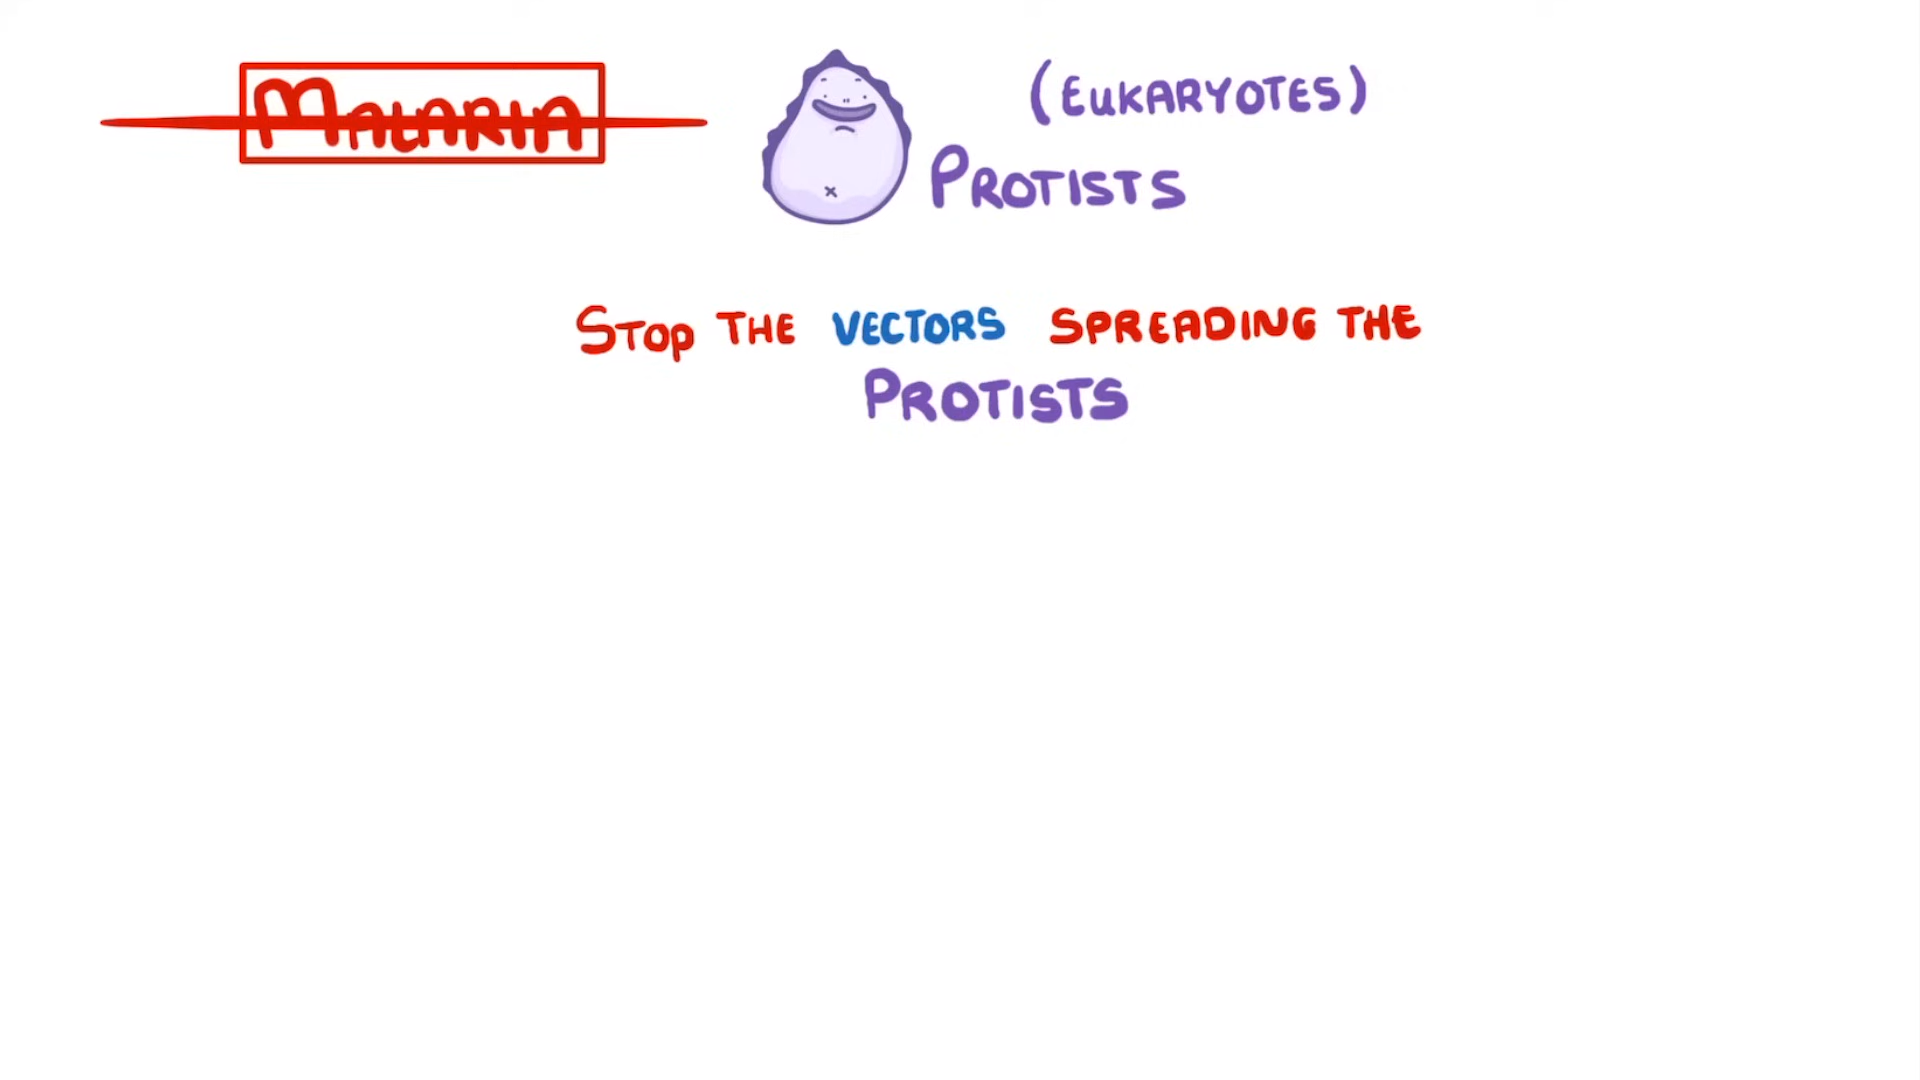 MALARIA
(EUKARYOTES)
PROTISTS
STOP THE VECTORS SPREADING THE
PROTISTS